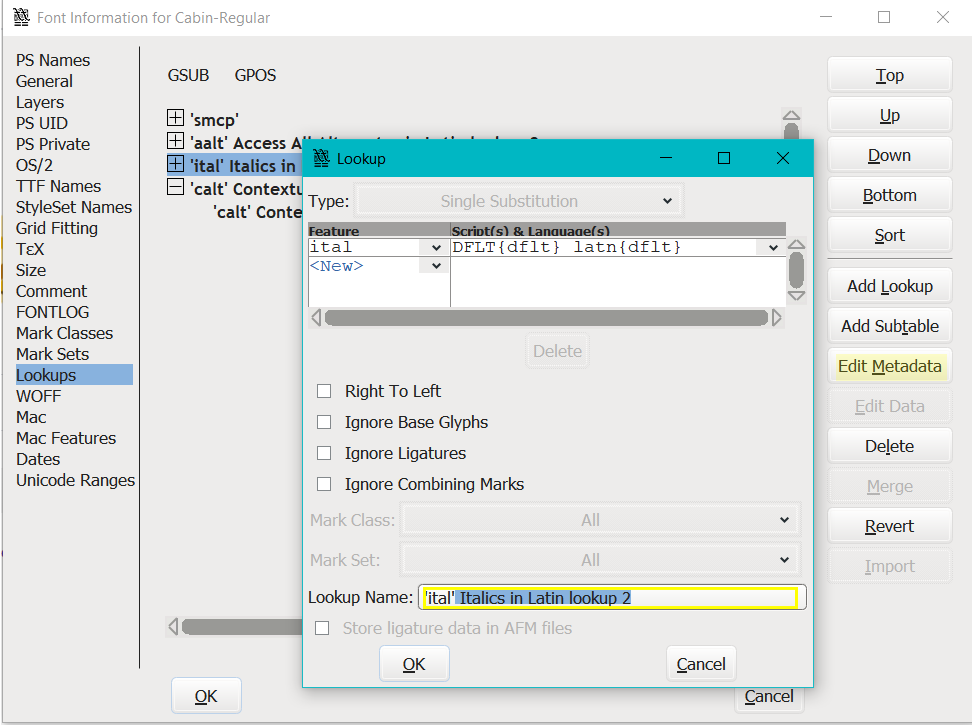 Font Information for Cabin-Regular
PS Names
General
Layers
PS UID
PS Private
OS/2
TTF Names
StyleSet Names
Grid Fitting
TεX
Size
Comment
FONTLOG
Mark Classes
Mark Sets
Lookups
WOFF
Mac
Mac Features
Dates
Unicode Ranges
GSUB GPOS
'smcp'
'aalt' Access
'ital' Italics in
'calt'
'calt'
Lookup
Type: Single Substitution
Feature Script(s) & Language(s)
ital DFLT{dflt} latn{dflt}
<New>
Delete
Right To Left
Ignore Base Glyphs
Ignore Ligatures
Ignore Combining Marks
Mark Class: All
Mark Set: All
Lookup Name: 'ital' Italics in Latin lookup 2
Store ligature data in AFM files
OK Cancel
OK Cancel
Top
Up
Down
Bottom
Sort
Add Lookup
Add Subtable
Edit Metadata
Edit Data
Delete
Merge
Revert
Import